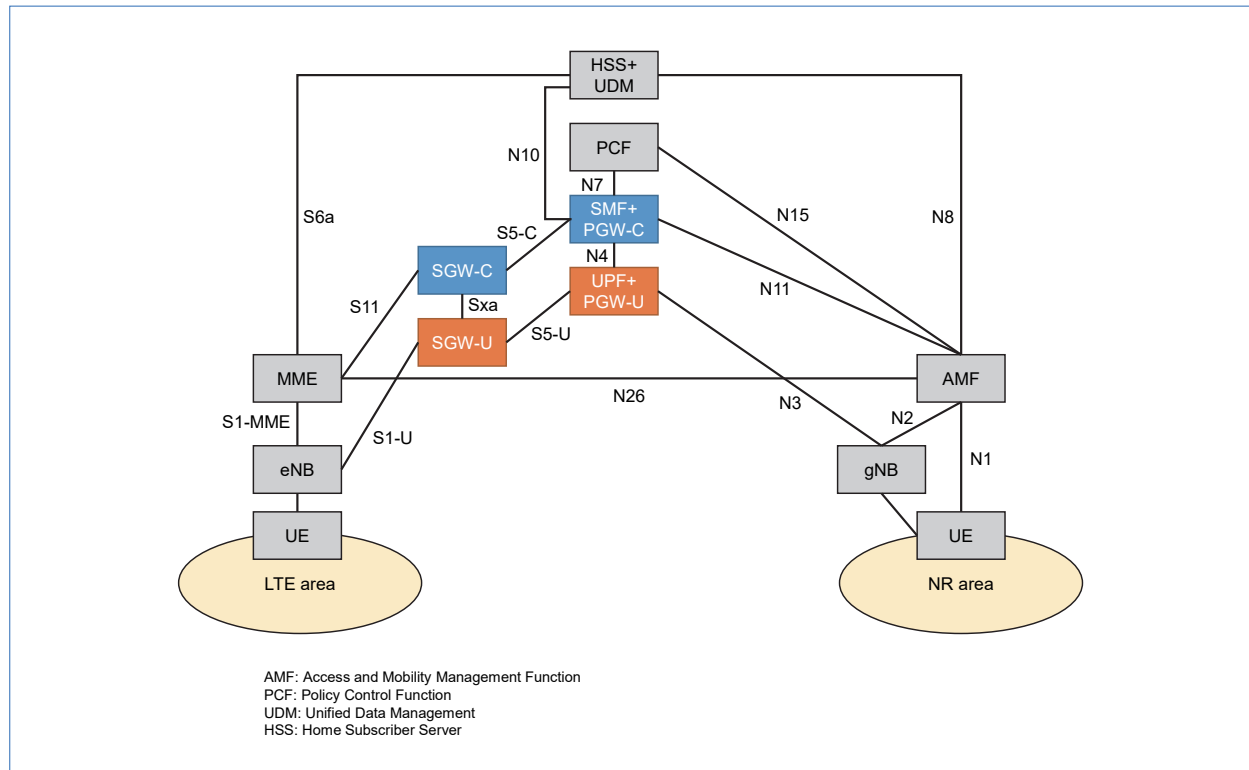 HSS+
UDM
PCF
N10
N7
SMF+
PGW-C
N15
S6a
N8
S5-C
N4
SGW-C
UPF+
PGW-U
N11
S11
Sxa
S5-U
SGW-U
MME
AMF
N26
N3
N2
S1-MME
S1-U
eNB
gNB
N1
UE
UE
LTE area
NR area
AMF: Access and Mobility Management Function
PCF: Policy Control Function
UDM: Unified Data Management
HSS: Home Subscriber Server